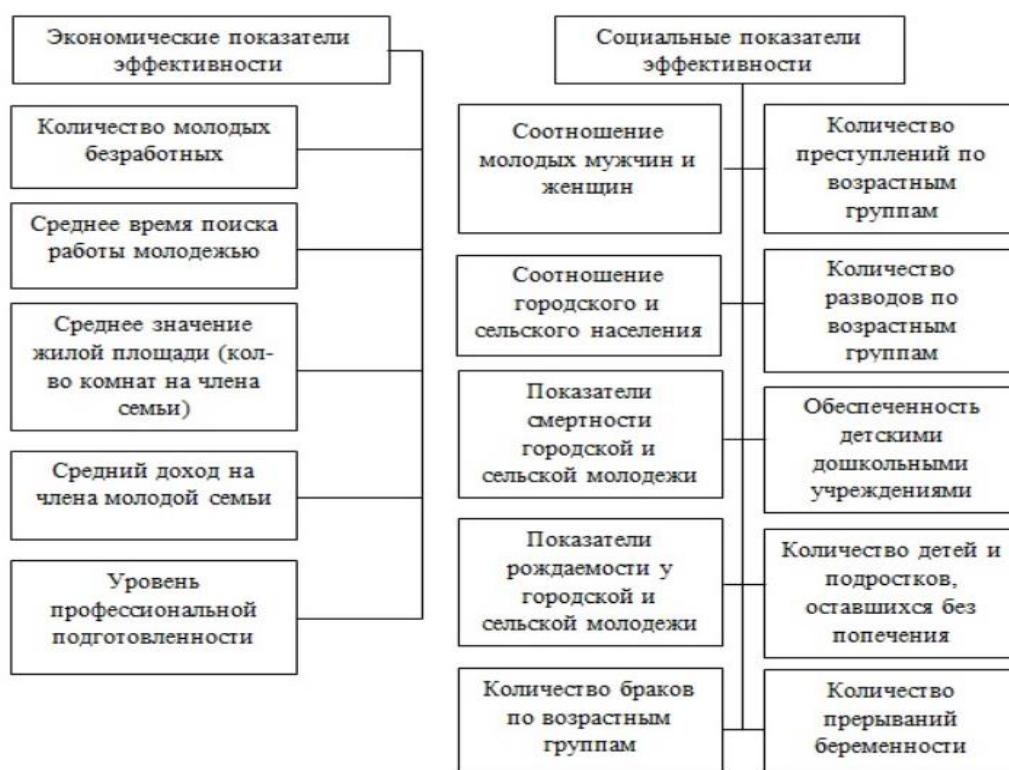 Экономические показатели
эффективности
Количество молодых
безработных
Среднее время поиска
работы молодежью
Среднее значение
жилой площади (кол-
во комнат на члена
семьи)
Средний доход на
члена молодой семьи
Уровень
профессиональной
подготовленности
Социальные показатели
эффективности
Соотношение
молодых мужчин и
женщин
Количество
преступлений по
возрастным
группам
Соотношение
городского и
сельского населения
Количество
разводов по
возрастным
группам
Показатели
смертности
городской и
сельской молодежи
Обеспеченность
детскими
дошкольными
учреждениями
Показатели
рождаемости у
городской и
сельской молодежи
Количество детей и
подростков,
оставшихся без
попечения
Количество браков
по возрастным
группам
Количество
прерываний
беременности